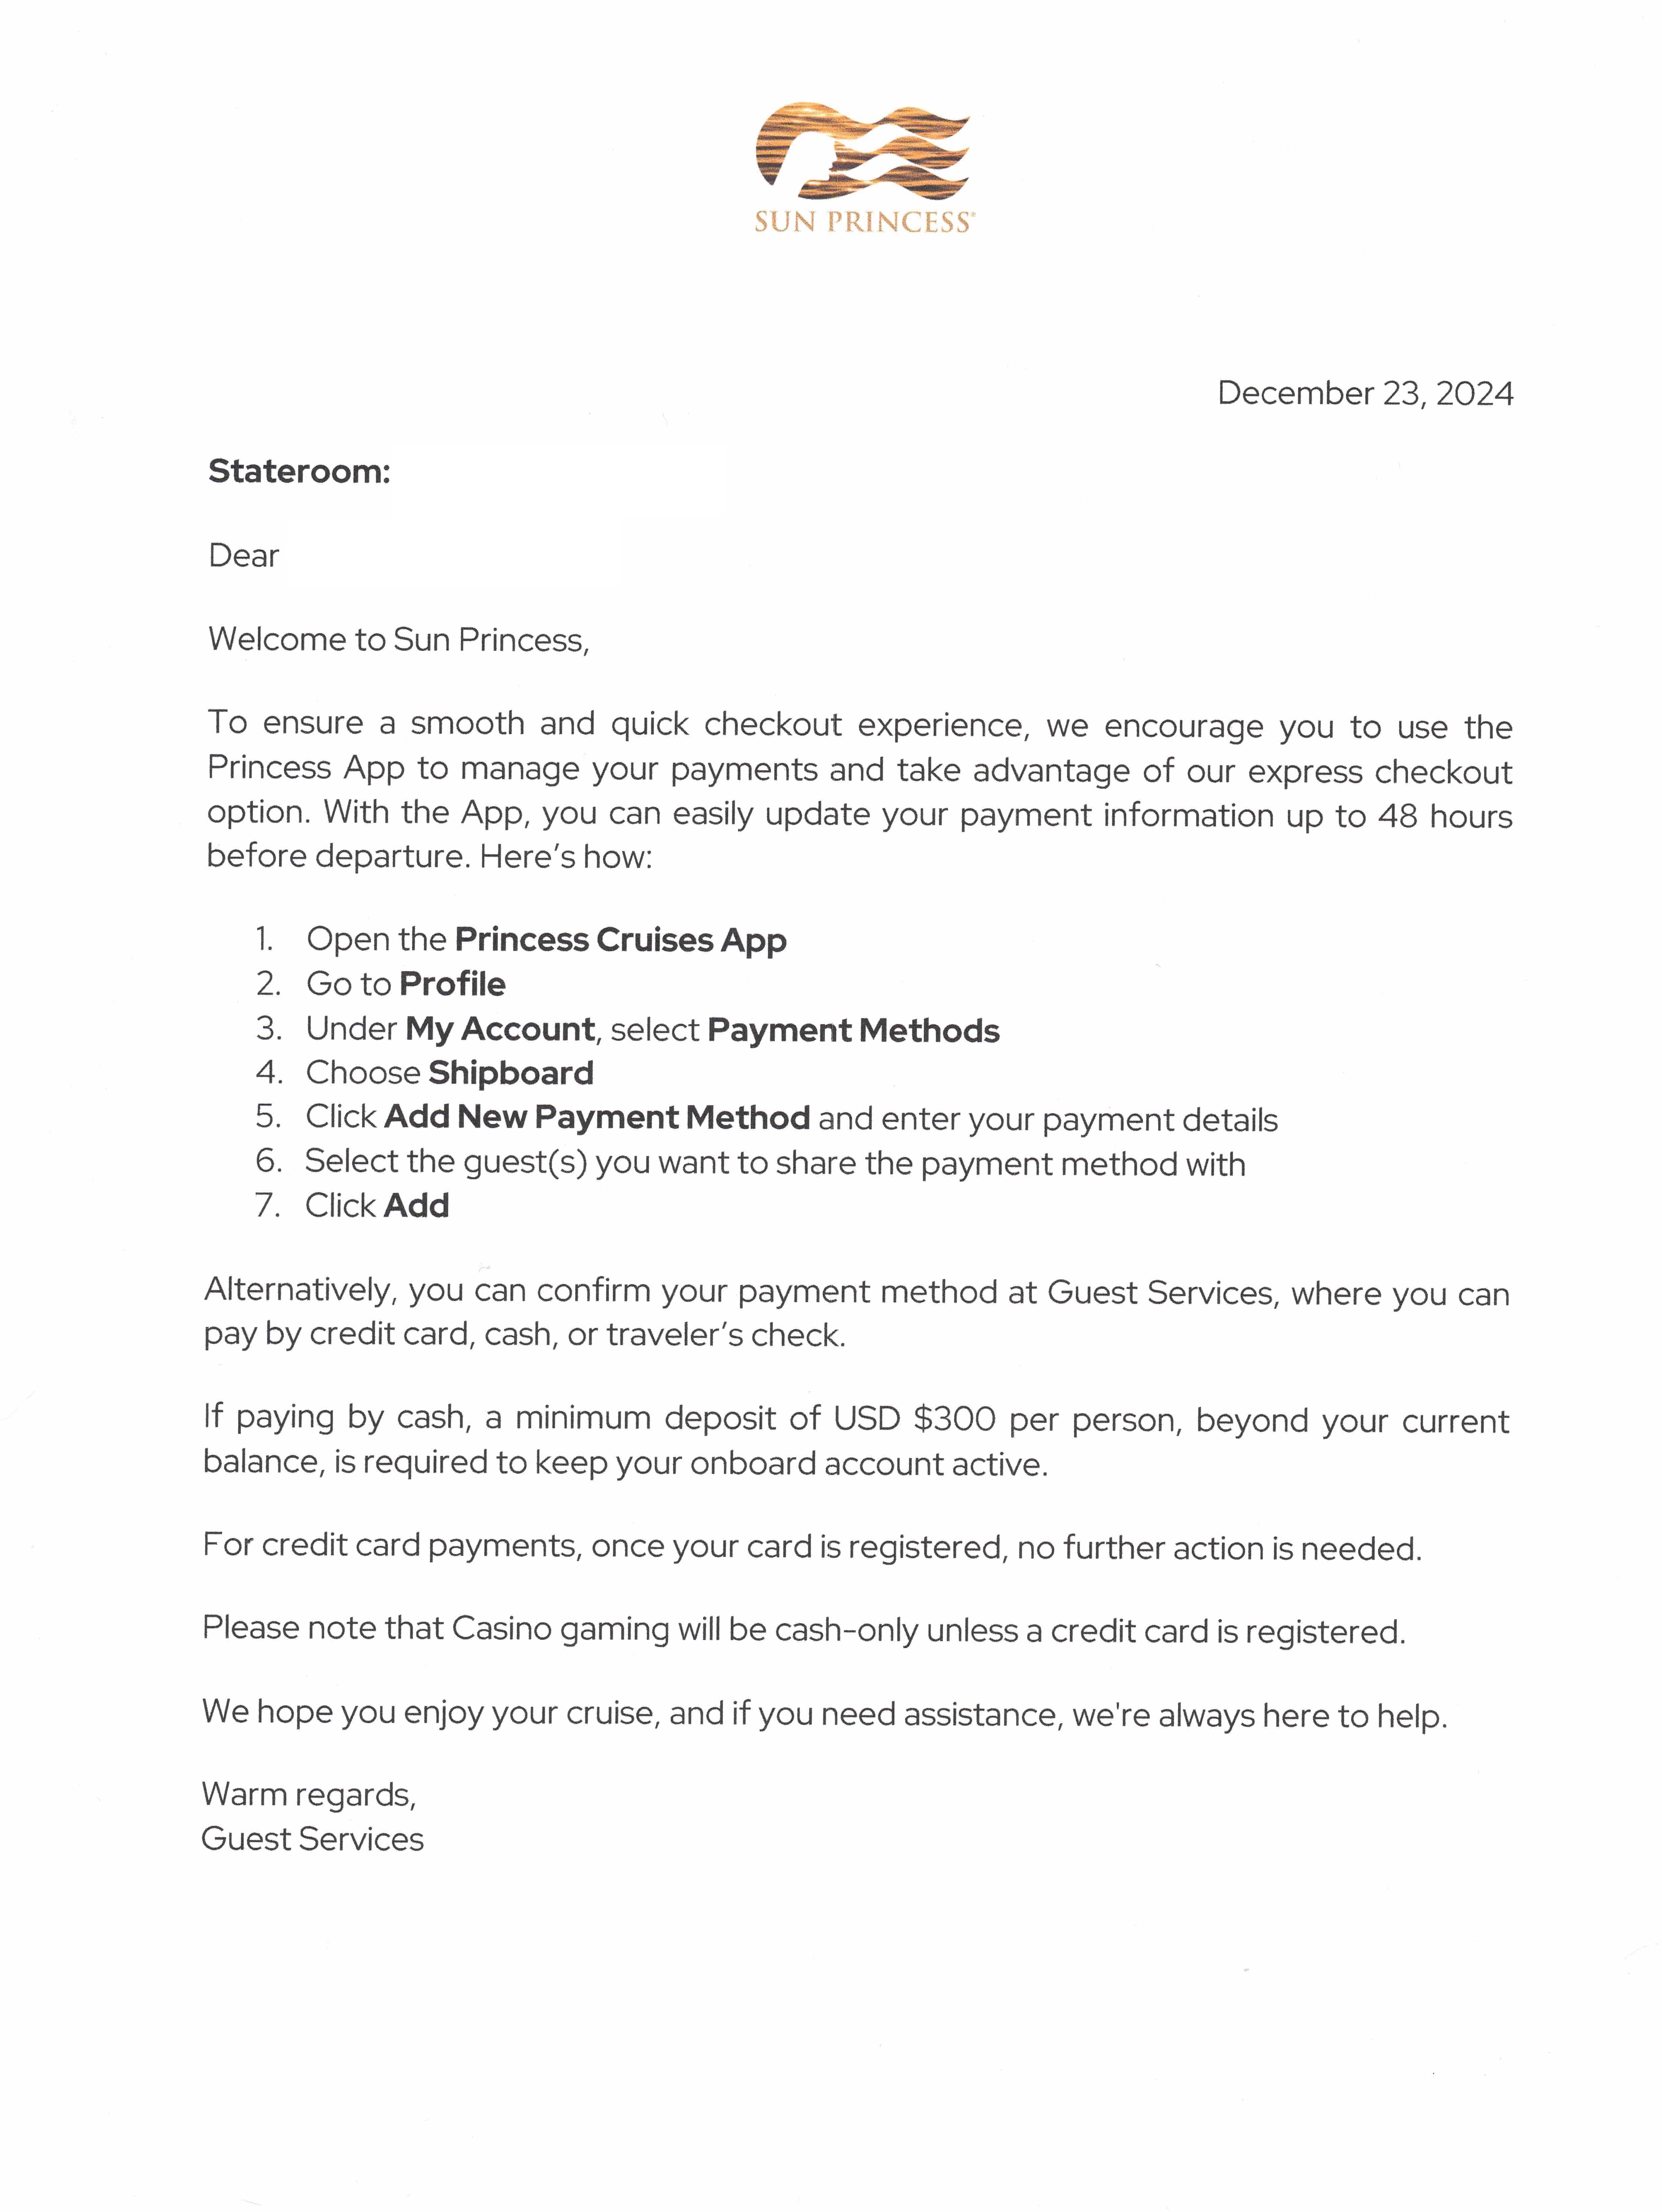 SUN PRINCESS®
December 23, 2024
Stateroom:
Dear
Welcome to Sun Princess,
To ensure a smooth and quick checkout experience, we encourage you to use the
Princess App to manage your payments and take advantage of our express checkout
option. With the App, you can easily update your payment information up to 48 hours
before departure. Here’s how:
1. Open the Princess Cruises App
2. Go to Profile
3. Under My Account, select Payment Methods
4. Choose Shipboard
5. Click Add New Payment Method and enter your payment details
6. Select the guest(s) you want to share the payment method with
7. Click Add
Alternatively, you can confirm your payment method at Guest Services, where you can
pay by credit card, cash, or traveler’s check.
If paying by cash, a minimum deposit of USD $300 per person, beyond your current
balance, is required to keep your onboard account active.
For credit card payments, once your card is registered, no further action is needed.
Please note that Casino gaming will be cash-only unless a credit card is registered.
We hope you enjoy your cruise, and if you need assistance, we're always here to help.
Warm regards,
Guest Services